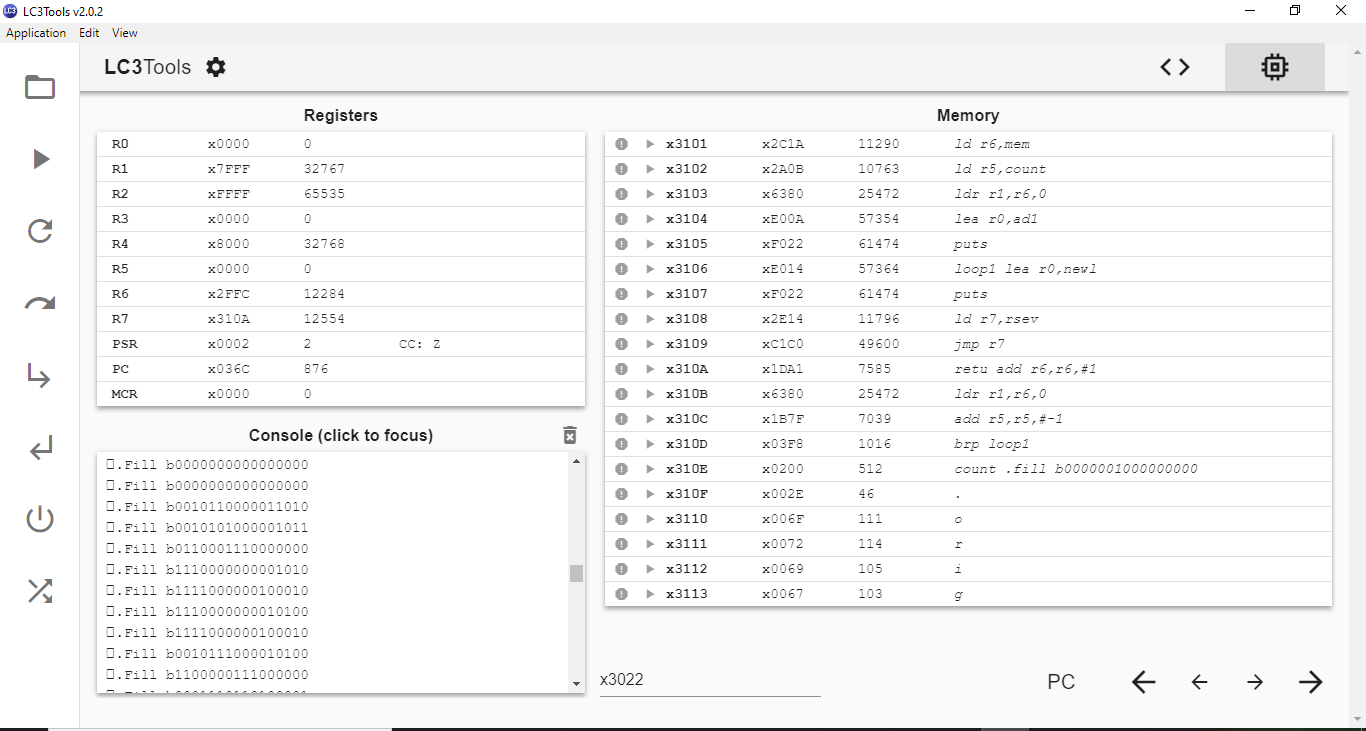 LC3Tools v2.0.2
Application Edit View
LC3Tools
Registers
R0 x0000 0
R1 x7FFF 32767
R2 xFFFF 65535
R3 x0000 0
R4 x8000 32768
R5 x0000 0
R6 x2FFC 12284
R7 x310A 12554
PSR x0002 2 CC: Z
PC x036C 876
MCR x0000 0
Console (click to focus)
□.Fill b0000000000000000
□.Fill b0000000000000000
□.Fill b0010110000011010
□.Fill b0010101000001011
□.Fill b0110001110000000
□.Fill b1110000000001010
□.Fill b1111000000100010
□.Fill b1110000000010100
□.Fill b1111000000100010
□.Fill b0010111000010100
□.Fill b1100000111000000
Memory
x3101 x2C1A 11290 ld r6,mem
x3102 x2A0B 10763 ld r5,count
x3103 x6380 25472 ldr r1,r6,0
x3104 xE00A 57354 lea r0,ad1
x3105 xF022 61474 puts
x3106 xE014 57364 loop1 lea r0,newl
x3107 xF022 61474 puts
x3108 x2E14 11796 ld r7,rsev
x3109 xC1C0 49600 jmp r7
x310A x1DA1 7585 retu add r6,r6,#1
x310B x6380 25472 ldr r1,r6,0
x310C x1B7F 7039 add r5,r5,#-1
x310D x03F8 1016 brp loop1
x310E x0200 512 count .fill b0000001000000000
x310F x002E 46 .
x3110 x006F 111 o
x3111 x0072 114 r
x3112 x0069 105 i
x3113 x0067 103 g
x3022
PC